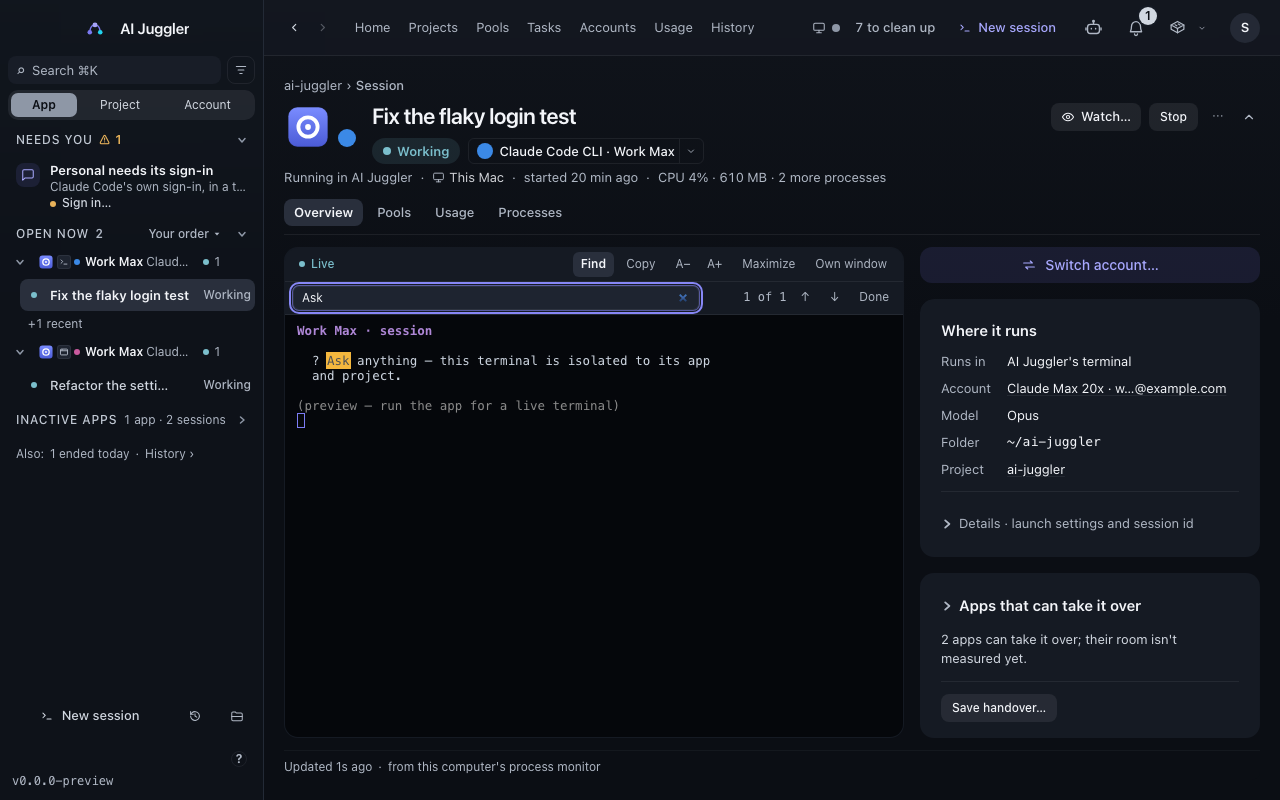 AI Juggler
Search ⌘K
App Project Account
NEEDS YOU 1
Personal needs its sign-in
Claude Code's own sign-in, in a t...
Sign in...
OPEN NOW 2 Your order
Work Max Claud... 1
Fix the flaky login test Working
+1 recent
Work Max Claud... 1
Refactor the setti... Working
INACTIVE APPS 1 app · 2 sessions
Also: 1 ended today · History ›
New session
?
v0.0.0-preview
Home Projects Pools Tasks Accounts Usage History
7 to clean up New session 1 S
ai-juggler › Session
Fix the flaky login test
Watch... Stop ...
Working Claude Code CLI · Work Max
Running in AI Juggler · This Mac · started 20 min ago · CPU 4% · 610 MB · 2 more processes
Overview Pools Usage Processes
Live Find Copy A− A+ Maximize Own window
Ask 1 of 1 ↑ ↓ Done
Work Max · session
? Ask anything — this terminal is isolated to its app
and project.
(preview — run the app for a live terminal)
Switch account...
Where it runs
Runs in AI Juggler's terminal
Account Claude Max 20x · w...@example.com
Model Opus
Folder ~/ai-juggler
Project ai-juggler
Details · launch settings and session id
Apps that can take it over
2 apps can take it over; their room isn't
measured yet.
Save handover...
Updated 1s ago · from this computer's process monitor